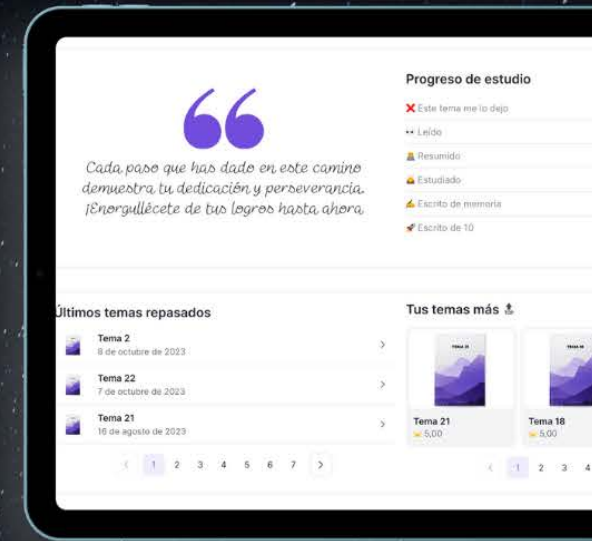 Cada paso que has dado en este camino
demuestra tu dedicación y perseverancia.
¡Enorgullécete de tus logros hasta ahora
Progreso de estudio
❌ Este tema me lo dejo
👀 Leído
Resumido
Estudiado
✍️ Escrito de memoria
🚀 Escrito de 10
Últimos temas repasados
Tema 2
8 de octubre de 2023
Tema 22
7 de octubre de 2023
Tema 21
16 de agosto de 2023
1 2 3 4 5 6 7
Tus temas más
TEMA 21
Tema 21
5,00
Tema 18
5,00
1 2 3 4